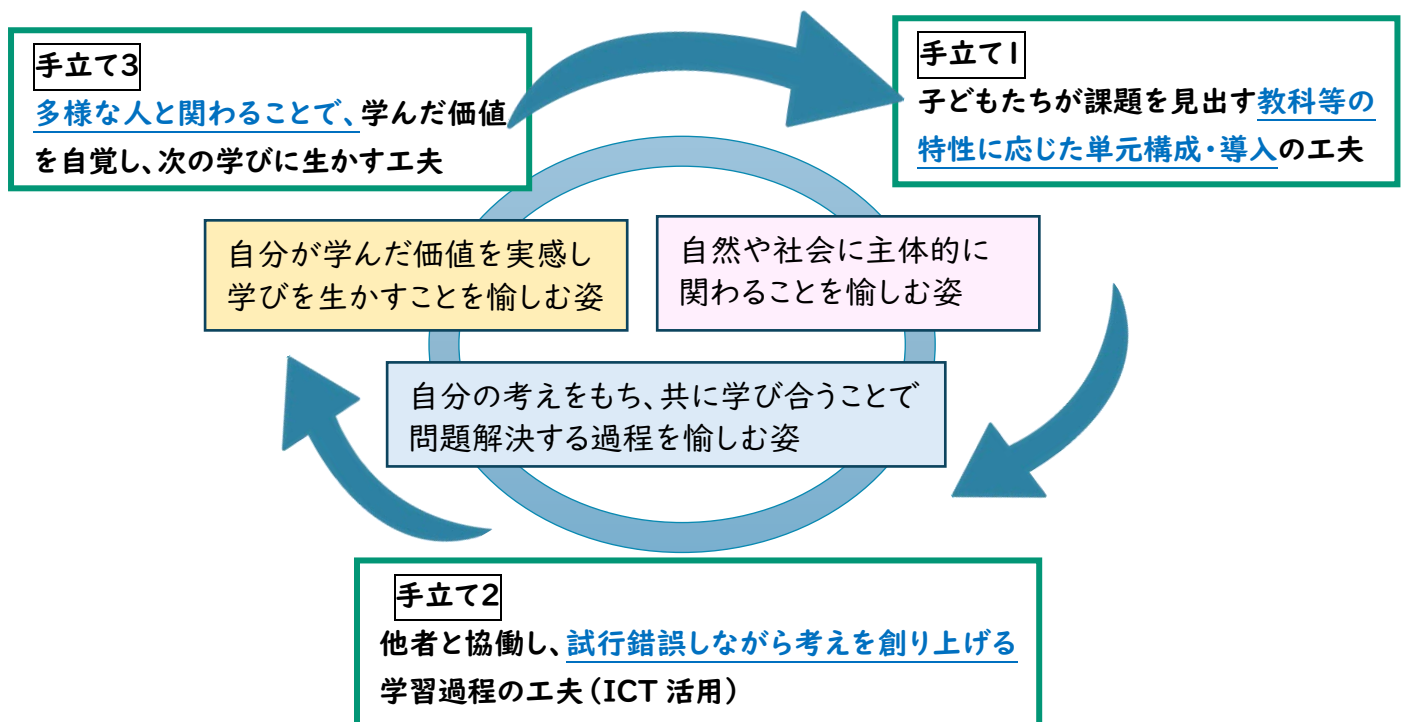 手立て3
多様な人と関わることで、学んだ価値
を自覚し、次の学びに生かす工夫
手立て1
子どもたちが課題を見出す教科等の
特性に応じた単元構成・導入の工夫
自分が学んだ価値を実感し
学びを生かすことを愉しむ姿
自然や社会に主体的に
関わることを愉しむ姿
自分の考えをもち、共に学び合うことで
問題解決する過程を愉しむ姿
手立て2
他者と協働し、試行錯誤しながら考えを創り上げる
学習過程の工夫(ICT 活用)